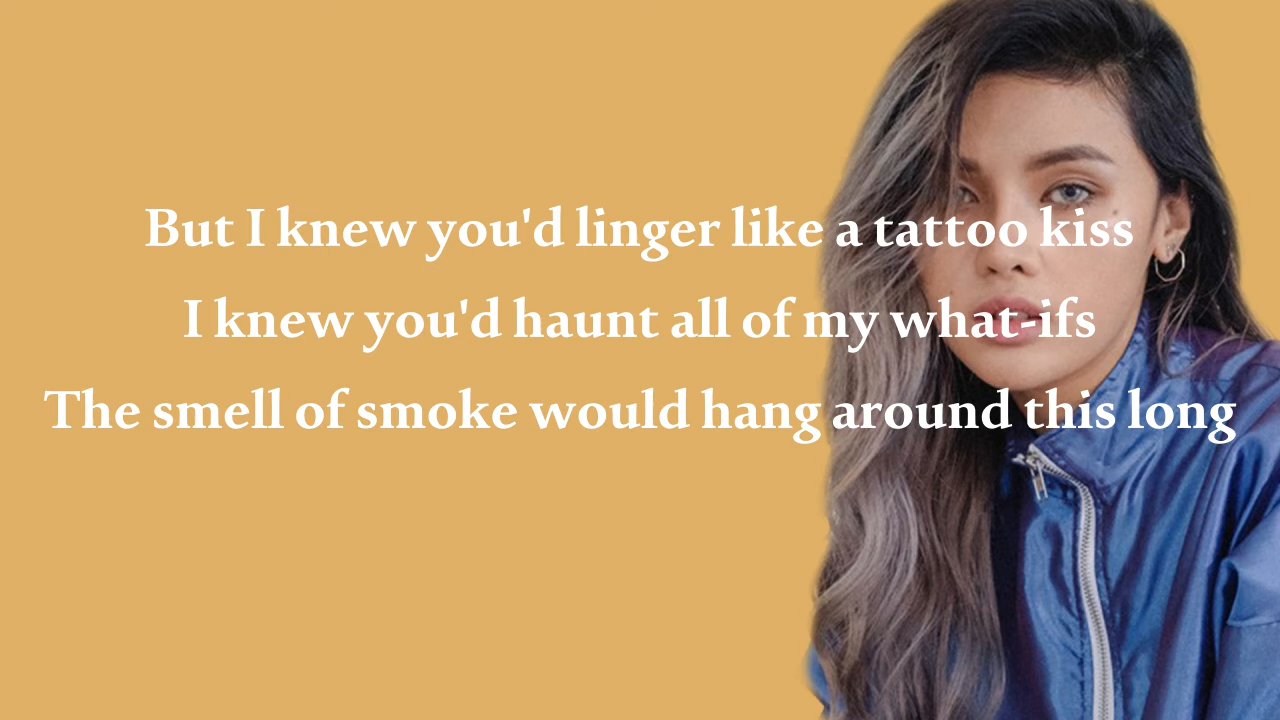 But I knew you'd linger like a tattoo kiss
I knew you'd haunt all of my what-ifs
The smell of smoke would hang around this long